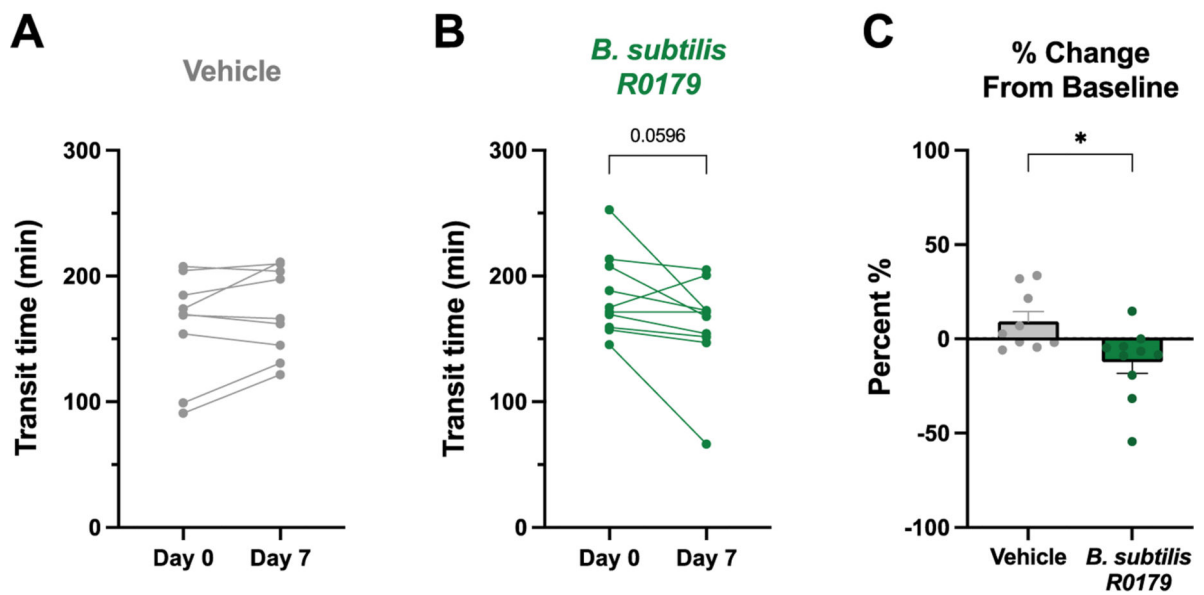 A
Vehicle
Transit time (min)
300
200
100
0
Day 0
Day 7
B
B. subtilis
R0179
0.0596
Transit time (min)
300
200
100
0
Day 0
Day 7
C
% Change
From Baseline
*
Percent %
100
50
0
-50
-100
Vehicle
B. subtilis
R0179